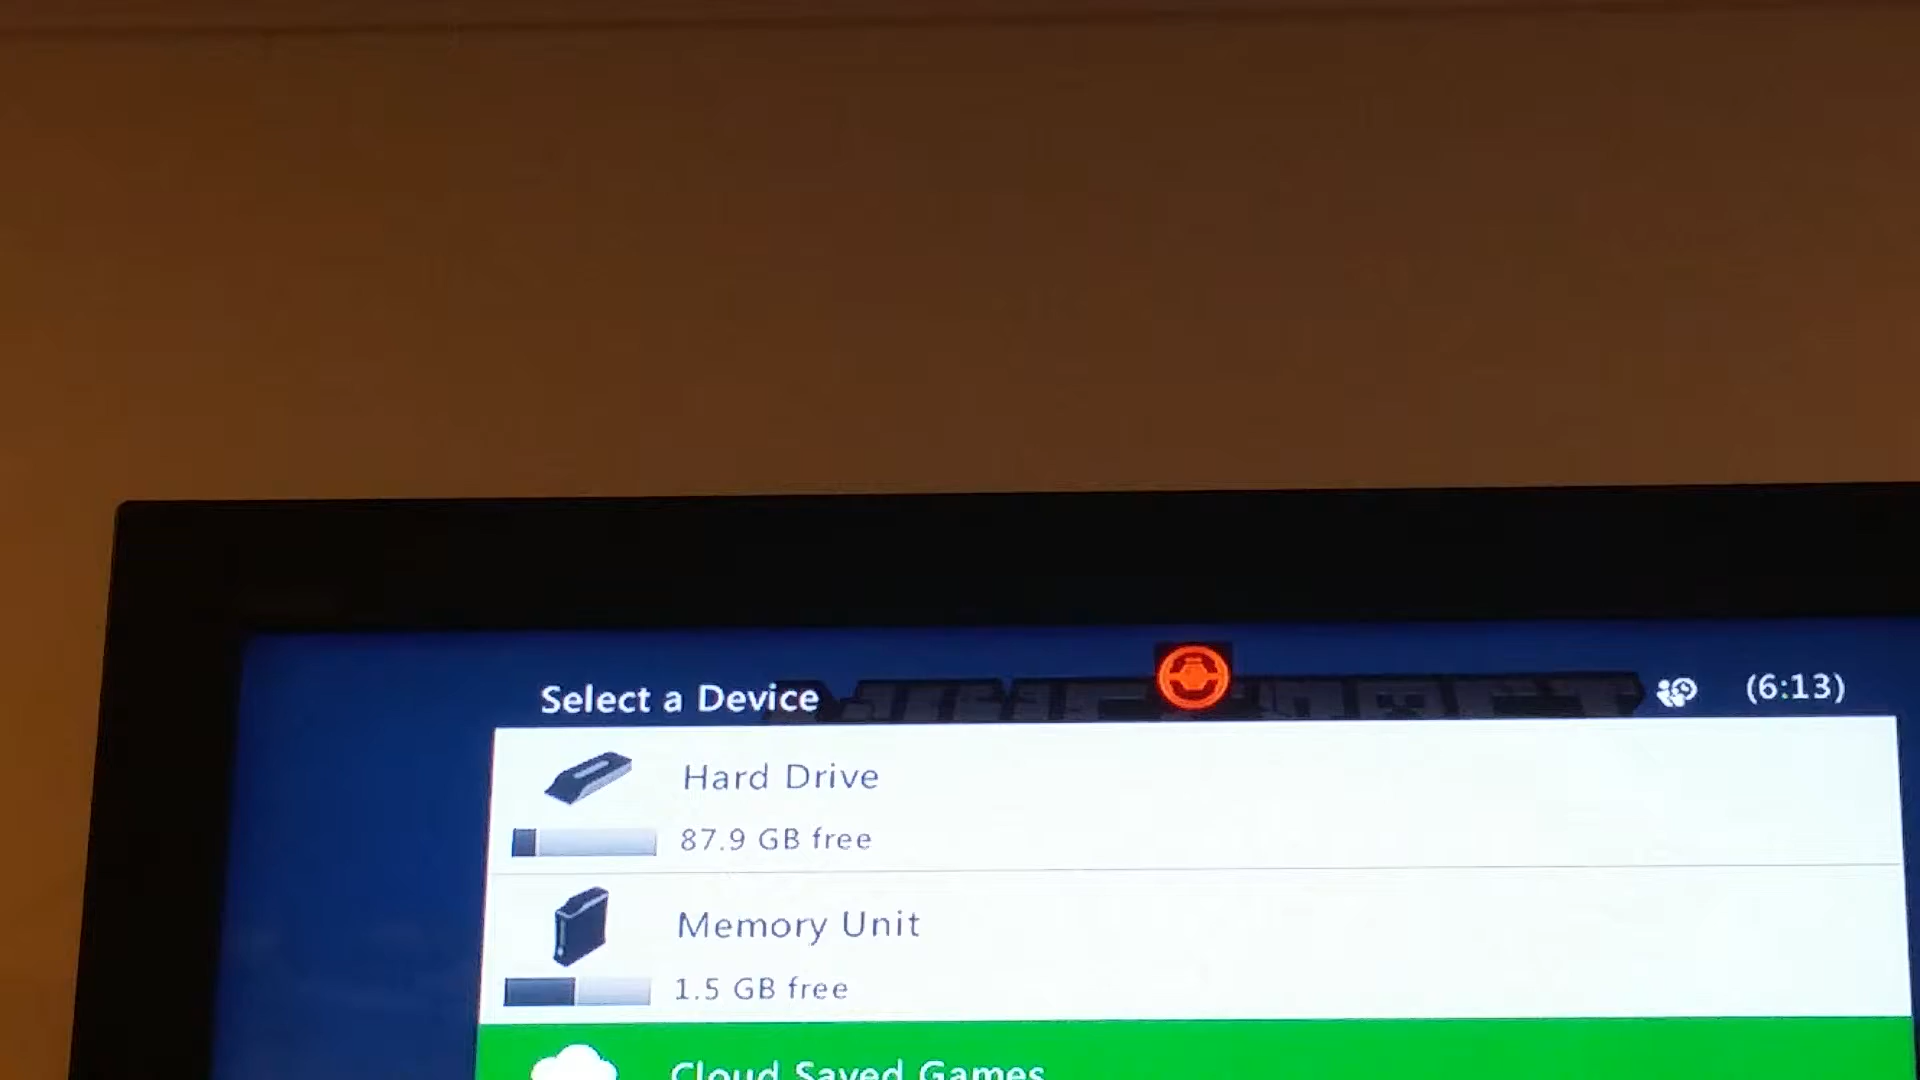 Select a Device
(6:13)
Hard Drive
87.9 GB free
Memory Unit
1.5 GB free
Cloud Saved Games